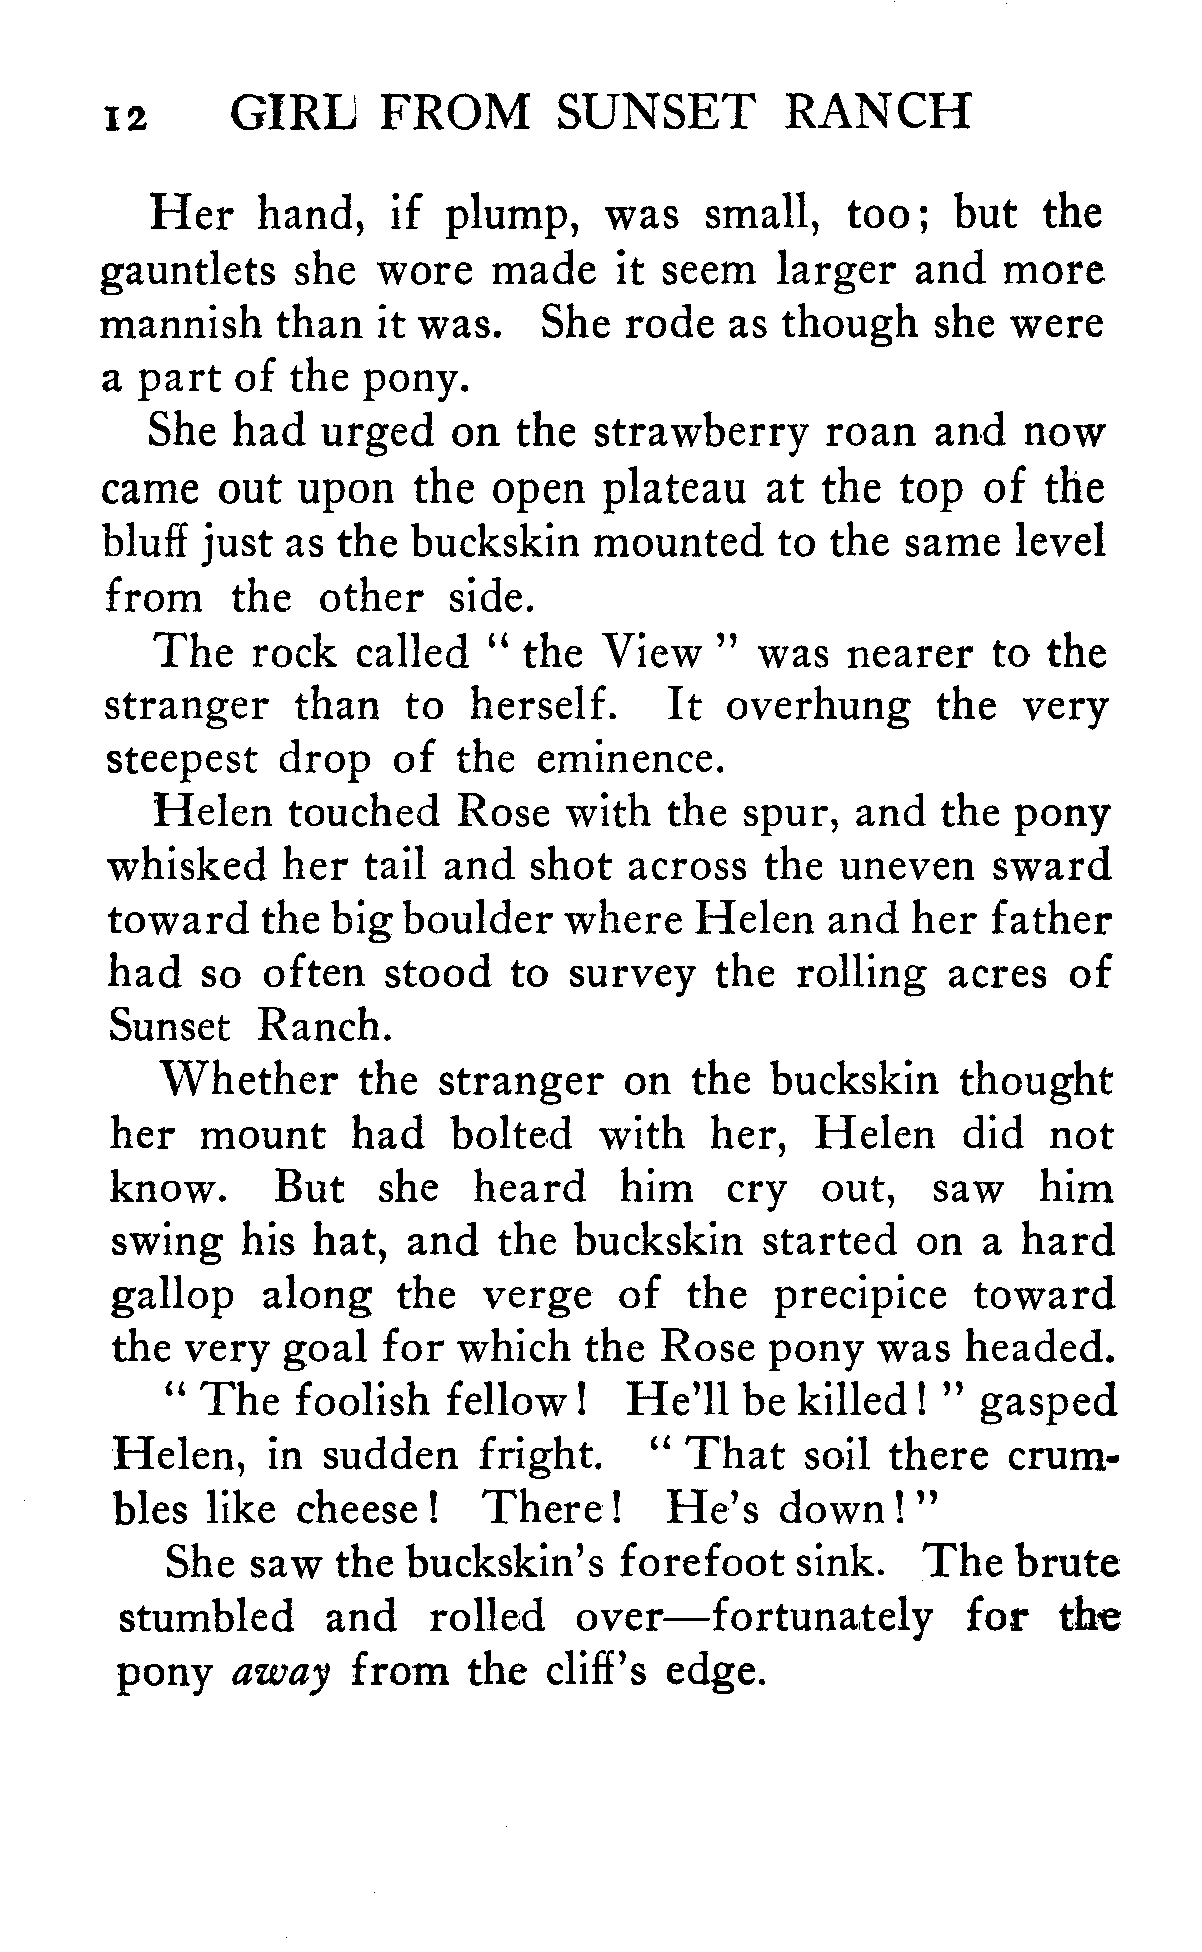 12 GIRL FROM SUNSET RANCH
Her hand, if plump, was small, too; but the
gauntlets she wore made it seem larger and more
mannish than it was. She rode as though she were
a part of the pony.
She had urged on the strawberry roan and now
came out upon the open plateau at the top of the
bluff just as the buckskin mounted to the same level
from the other side.
The rock called " the View " was nearer to the
stranger than to herself. It overhung the very
steepest drop of the eminence.
Helen touched Rose with the spur, and the pony
whisked her tail and shot across the uneven sward
toward the big boulder where Helen and her father
had so often stood to survey the rolling acres of
Sunset Ranch.
Whether the stranger on the buckskin thought
her mount had bolted with her, Helen did not
know. But she heard him cry out, saw him
swing his hat, and the buckskin started on a hard
gallop along the verge of the precipice toward
the very goal for which the Rose pony was headed.
" The foolish fellow! He'll be killed! " gasped
Helen, in sudden fright. " That soil there crum-
bles like cheese! There! He's down! "
She saw the buckskin's forefoot sink. The brute
stumbled and rolled over—fortunately for the
pony away from the cliff's edge.